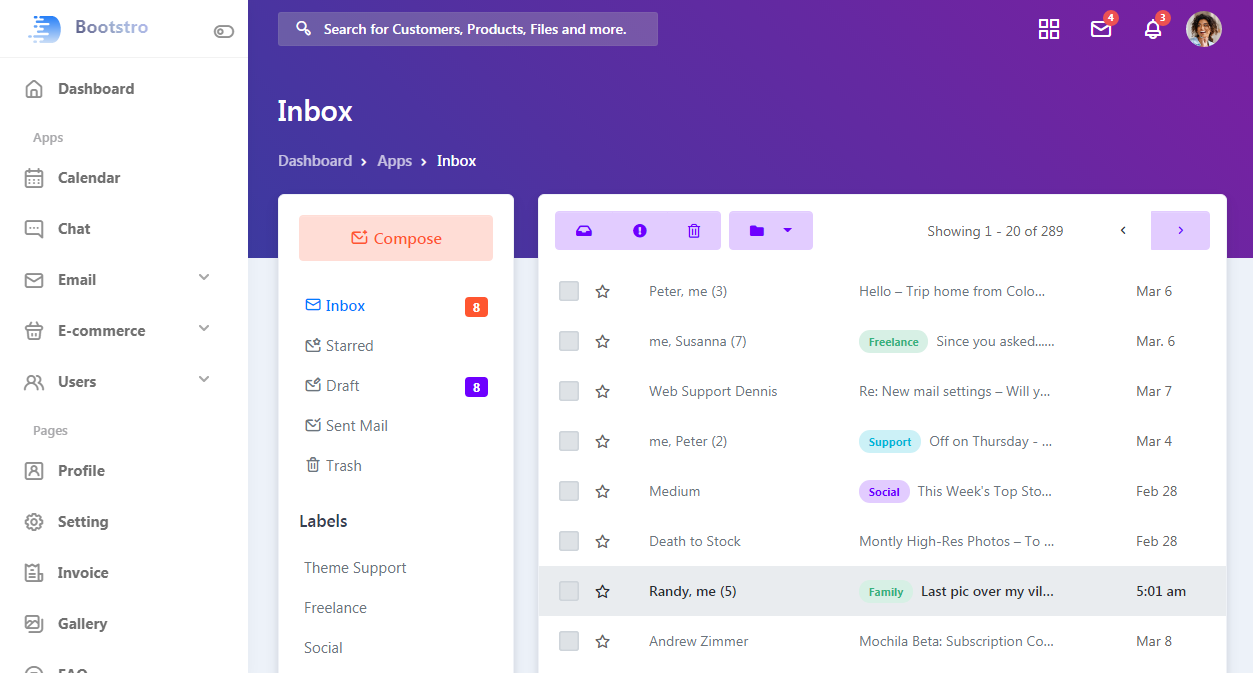 Bootstro
Search for Customers, Products, Files and more.
4
3
Dashboard
Apps
Calendar
Chat
Email
E-commerce
Users
Pages
Profile
Setting
Invoice
Gallery
FAQ
Inbox
Dashboard › Apps › Inbox
Compose
Inbox 8
Starred
Draft 8
Sent Mail
Trash
Labels
Theme Support
Freelance
Social
Showing 1 - 20 of 289
Peter, me (3) Hello – Trip home from Colo... Mar 6
me, Susanna (7) Freelance Since you asked...... Mar. 6
Web Support Dennis Re: New mail settings – Will y... Mar 7
me, Peter (2) Support Off on Thursday - ... Mar 4
Medium Social This Week's Top Sto... Feb 28
Death to Stock Montly High-Res Photos – To ... Feb 28
Randy, me (5) Family Last pic over my vil... 5:01 am
Andrew Zimmer Mochila Beta: Subscription Co... Mar 8